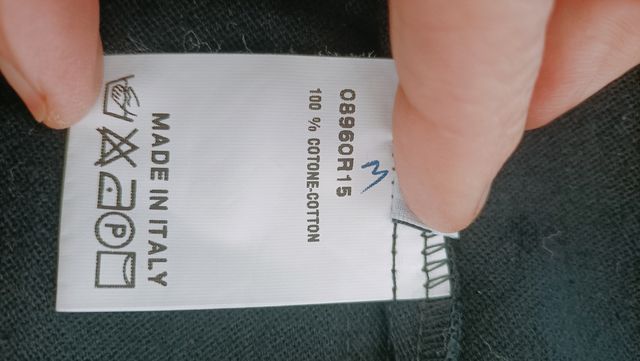 08960R15
100 % COTONE-COTTON
MADE IN ITALY
P